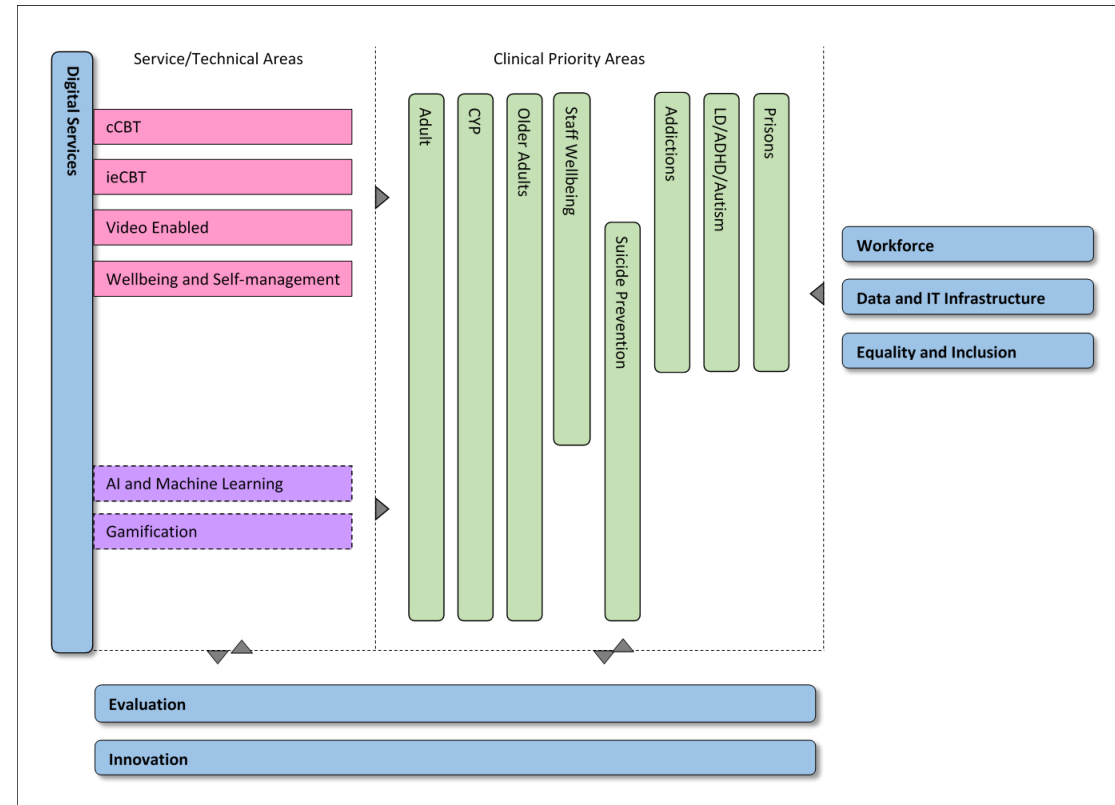 Service/Technical Areas
Clinical Priority Areas
Digital Services
cCBT
ieCBT
Video Enabled
Wellbeing and Self-management
AI and Machine Learning
Gamification
Adult
CYP
Older Adults
Staff Wellbeing
Suicide Prevention
Addictions
LD/ADHD/Autism
Prisons
Workforce
Data and IT Infrastructure
Equality and Inclusion
Evaluation
Innovation